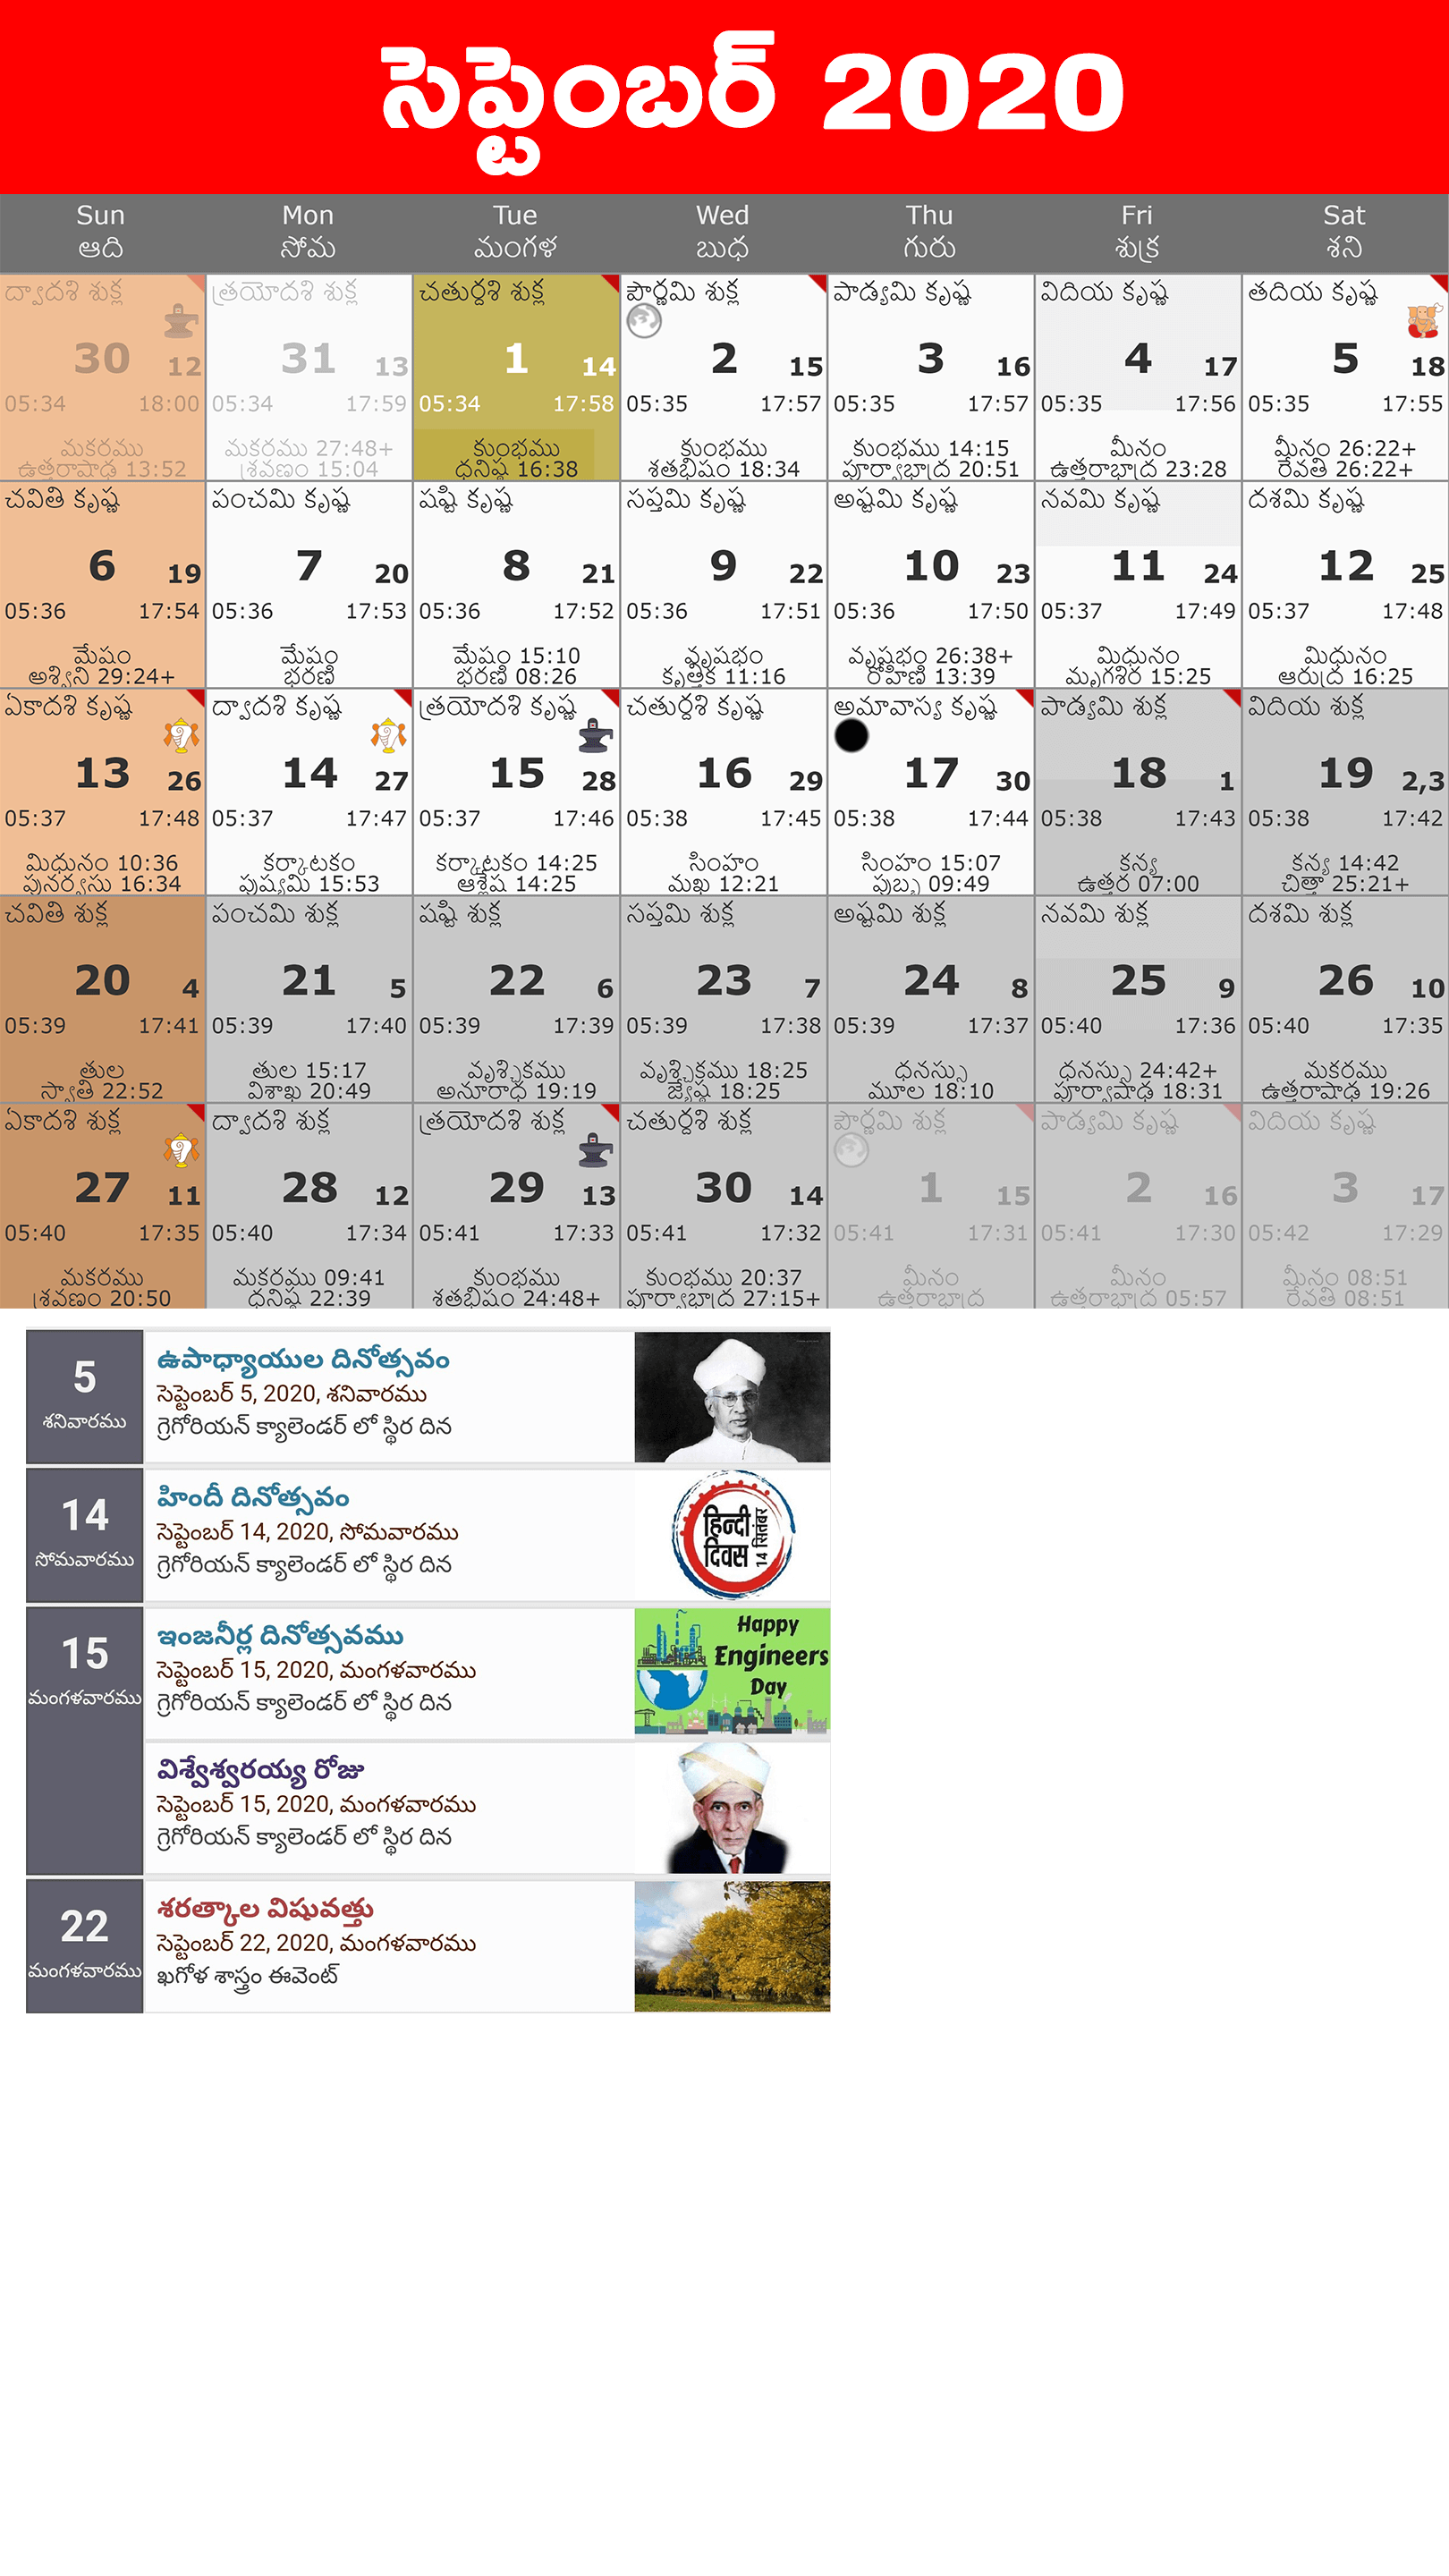 సెప్టెంబర్ 2020
Sun Mon Tue Wed Thu Fri Sat
ఆది సోమ మంగళ బుధ గురు శుక్ర శని
ద్వాదశి శుక్ల త్రయోదశి శుక్ల చతుర్దశి శుక్ల పౌర్ణమి శుక్ల పాడ్యమి కృష్ణ విదియ కృష్ణ తదియ కృష్ణ
30 12 31 13 1 14 2 15 3 16 4 17 5 18
05:34 18:00 05:34 17:59 05:34 17:58 05:35 17:57 05:35 17:57 05:35 17:56 05:35 17:55
మకరము మకరము 27:48+ కుంభము కుంభము కుంభము 14:15 మీనం మీనం 26:22+
ఉత్తరాషాఢ 13:52 శ్రవణం 15:04 ధనిష్ఠ 16:38 శతభిషం 18:34 పూర్వాభాద్ర 20:51 ఉత్తరాభాద్ర 23:28 రేవతి 26:22+
చవితి కృష్ణ పంచమి కృష్ణ షష్టి కృష్ణ సప్తమి కృష్ణ అష్టమి కృష్ణ నవమి కృష్ణ దశమి కృష్ణ
6 19 7 20 8 21 9 22 10 23 11 24 12 25
05:36 17:54 05:36 17:53 05:36 17:52 05:36 17:51 05:36 17:50 05:37 17:49 05:37 17:48
మేషం మేషం మేషం 15:10 వృషభం వృషభం 26:38+ మిధునం మిధునం
అశ్విని 29:24+ భరణి భరణి 08:26 కృత్తిక 11:16 రోహిణి 13:39 మృగశిర 15:25 ఆరుద్ర 16:25
ఏకాదశి కృష్ణ ద్వాదశి కృష్ణ త్రయోదశి కృష్ణ చతుర్దశి కృష్ణ అమావాస్య కృష్ణ పాడ్యమి శుక్ల విదియ శుక్ల
13 26 14 27 15 28 16 29 17 30 18 1 19 2,3
05:37 17:48 05:37 17:47 05:37 17:46 05:38 17:45 05:38 17:44 05:38 17:43 05:38 17:42
మిధునం 10:36 కర్కాటకం కర్కాటకం 14:25 సింహం సింహం 15:07 కన్య కన్య 14:42
పునర్వసు 16:34 పుష్యమి 15:53 ఆశ్లేష 14:25 మఖ 12:21 పుబ్బ 09:49 ఉత్తర 07:00 చిత్తా 25:21+
చవితి శుక్ల పంచమి శుక్ల షష్టి శుక్ల సప్తమి శుక్ల అష్టమి శుక్ల నవమి శుక్ల దశమి శుక్ల
20 4 21 5 22 6 23 7 24 8 25 9 26 10
05:39 17:41 05:39 17:40 05:39 17:39 05:39 17:38 05:39 17:37 05:40 17:36 05:40 17:35
తుల తుల 15:17 వృశ్చికము వృశ్చికము 18:25 ధనస్సు ధనస్సు 24:42+ మకరము
స్వాతి 22:52 విశాఖ 20:49 అనూరాధ 19:19 జ్యేష్ఠ 18:25 మూల 18:10 పూర్వాషాఢ 18:31 ఉత్తరాషాఢ 19:26
ఏకాదశి శుక్ల ద్వాదశి శుక్ల త్రయోదశి శుక్ల చతుర్దశి శుక్ల పౌర్ణమి శుక్ల పాడ్యమి కృష్ణ విదియ కృష్ణ
27 11 28 12 29 13 30 14 1 15 2 16 3 17
05:40 17:35 05:40 17:34 05:41 17:33 05:41 17:32 05:41 17:31 05:41 17:30 05:42 17:29
మకరము మకరము 09:41 కుంభము కుంభము 20:37 మీనం మీనం మీనం 08:51
శ్రవణం 20:50 ధనిష్ఠ 22:39 శతభిషం 24:48+ పూర్వాభాద్ర 27:15+ ఉత్తరాభాద్ర ఉత్తరాభాద్ర 05:57 రేవతి 08:51
5
శనివారము
ఉపాధ్యాయుల దినోత్సవం
సెప్టెంబర్ 5, 2020, శనివారము
గ్రెగోరియన్ క్యాలెండర్ లో స్థిర దిన
14
సోమవారము
హిందీ దినోత్సవం
సెప్టెంబర్ 14, 2020, సోమవారము
గ్రెగోరియన్ క్యాలెండర్ లో స్థిర దిన
हिन्दी
दिवस
14 सितंबर
15
మంగళవారము
ఇంజనీర్ల దినోత్సవము
సెప్టెంబర్ 15, 2020, మంగళవారము
గ్రెగోరియన్ క్యాలెండర్ లో స్థిర దిన
Happy
Engineers
Day
విశ్వేశ్వరయ్య రోజు
సెప్టెంబర్ 15, 2020, మంగళవారము
గ్రెగోరియన్ క్యాలెండర్ లో స్థిర దిన
22
మంగళవారము
శరత్కాల విషువత్తు
సెప్టెంబర్ 22, 2020, మంగళవారము
ఖగోళ శాస్త్రం ఈవెంట్